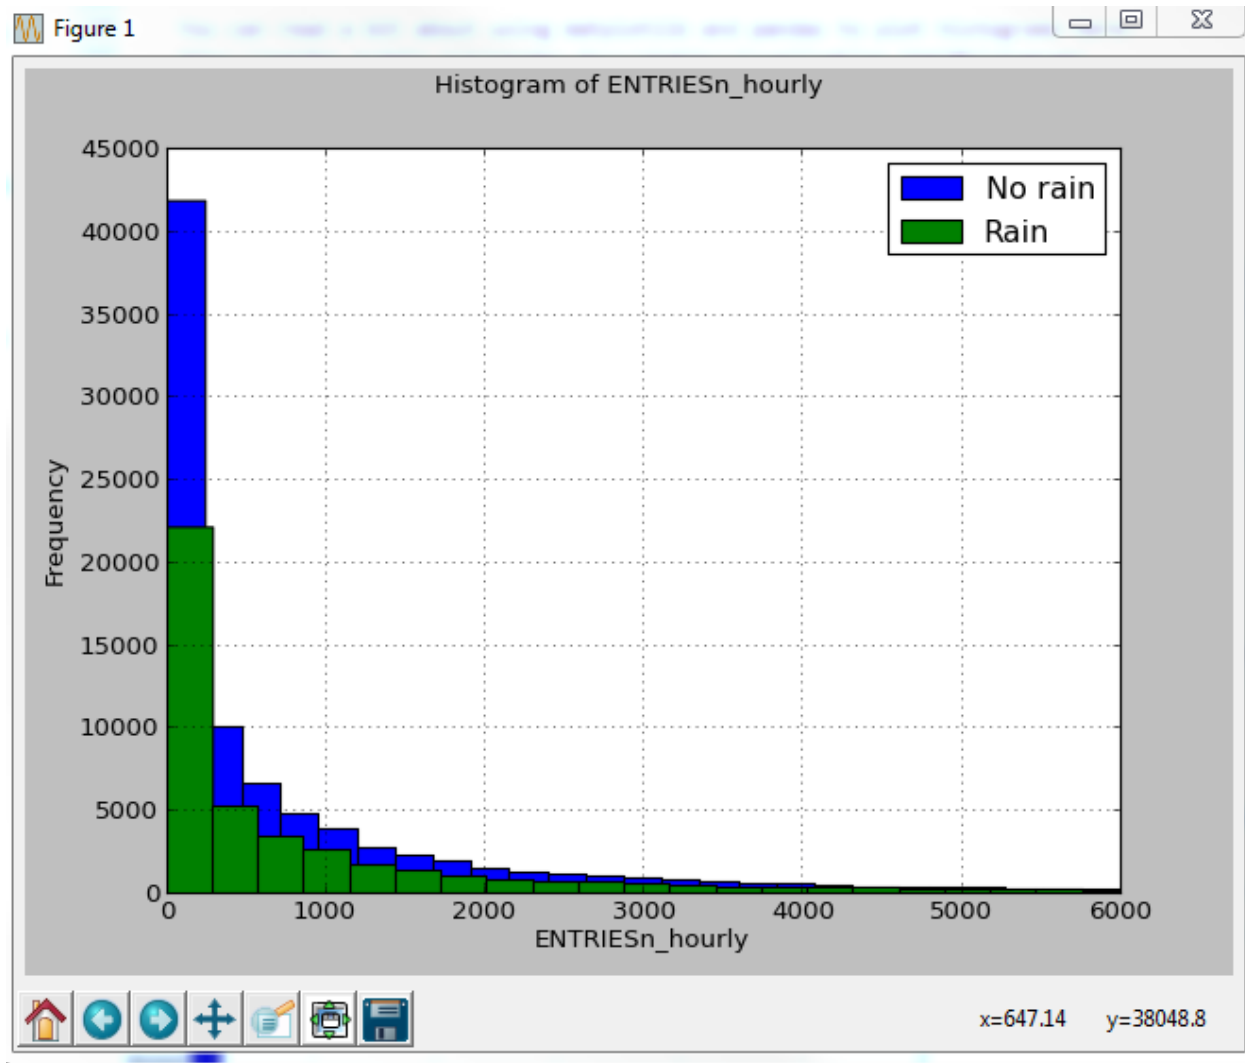 Figure 1
Histogram of ENTRIESn_hourly
45000
40000
35000
30000
25000
20000
15000
10000
5000
0
Frequency
No rain
Rain
0 1000 2000 3000 4000 5000 6000
ENTRIESn_hourly
x=647.14 y=38048.8